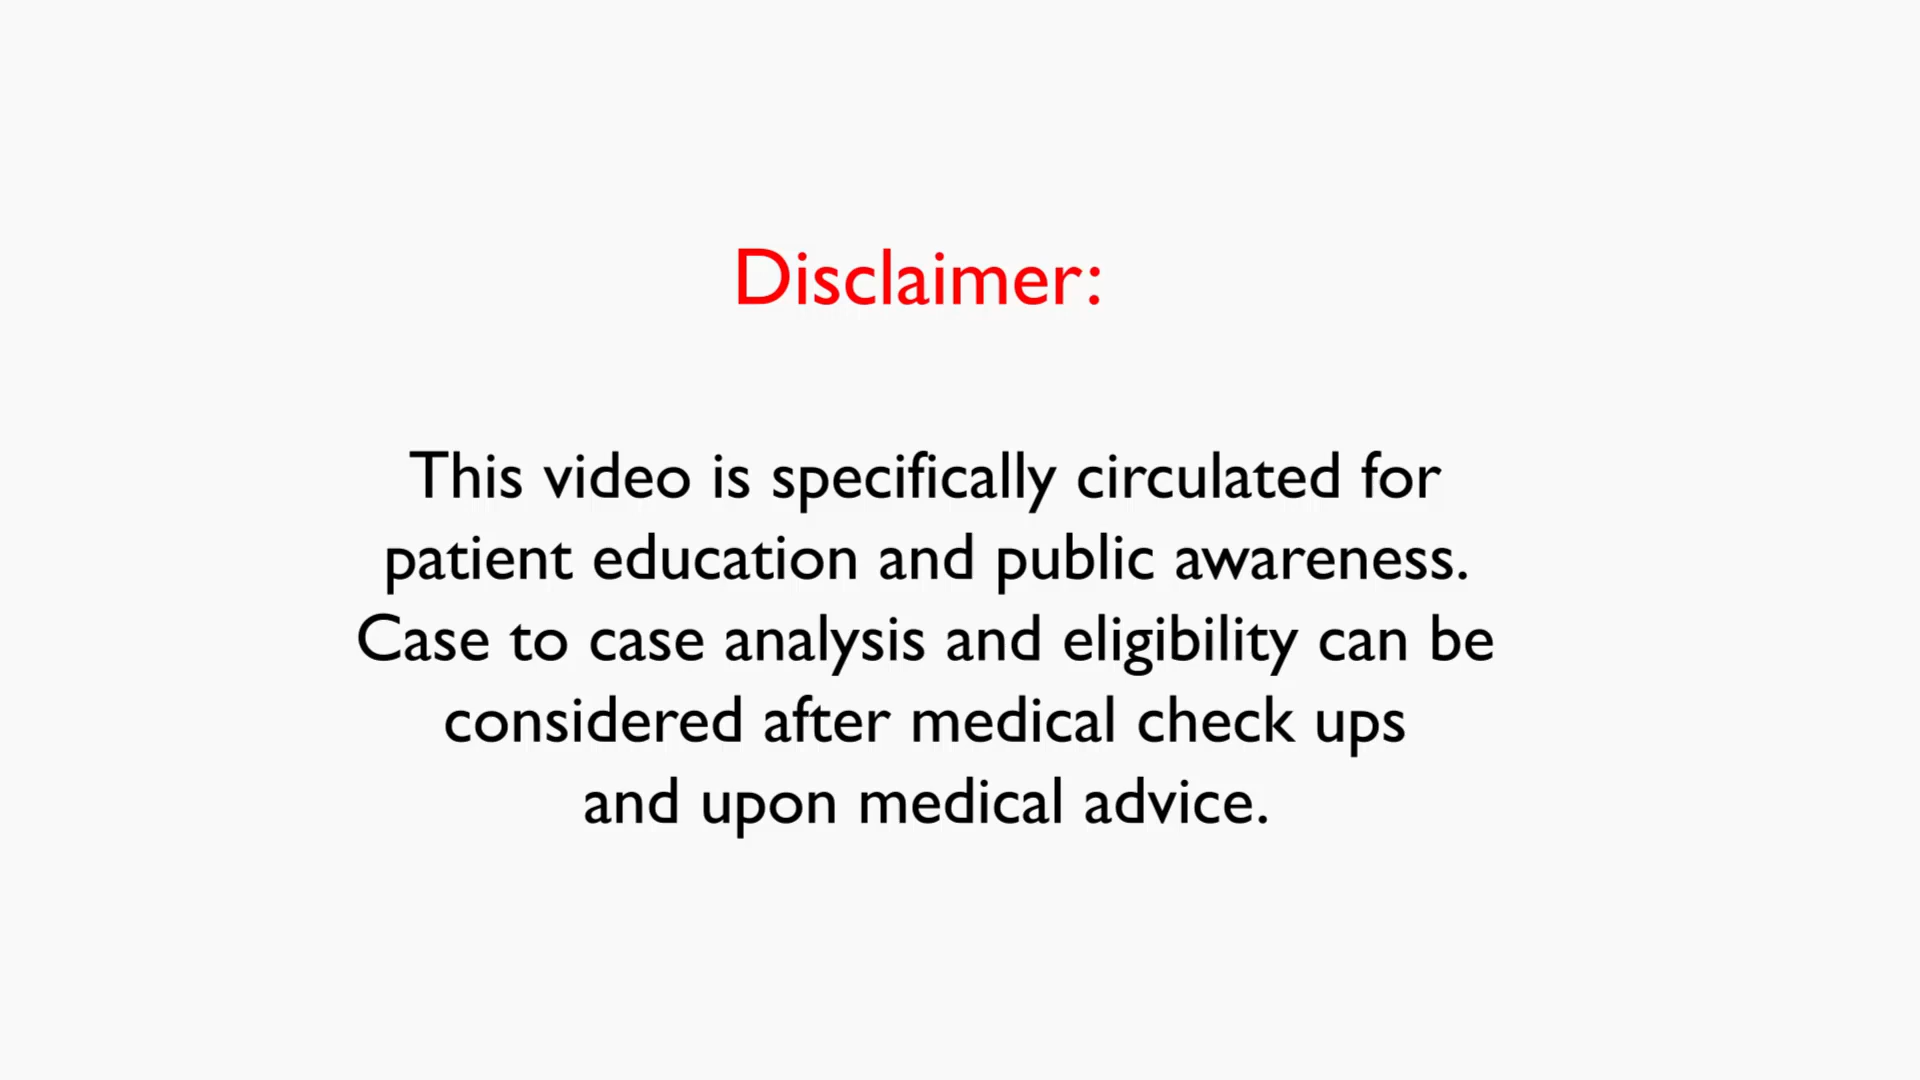 Disclaimer:
This video is specifically circulated for
patient education and public awareness.
Case to case analysis and eligibility can be
considered after medical check ups
and upon medical advice.